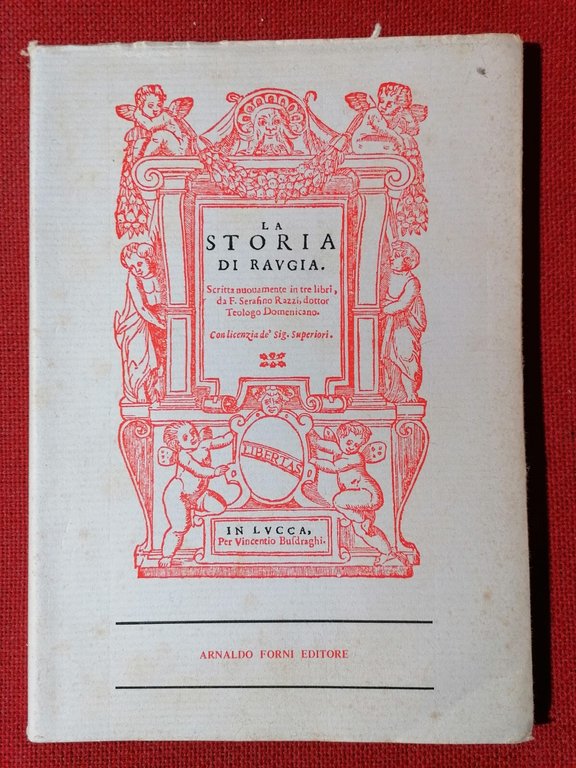 LA
STORIA
DI RAVGIA.
Scritta nuouamente in tre libri,
da F. Serafino Razzi, dottor
Teologo Domenicano.
Con licenzia de' Sig. Superiori.
LIBERTAS
IN LVCCA,
Per Vincentio Busdraghi.
ARNALDO FORNI EDITORE